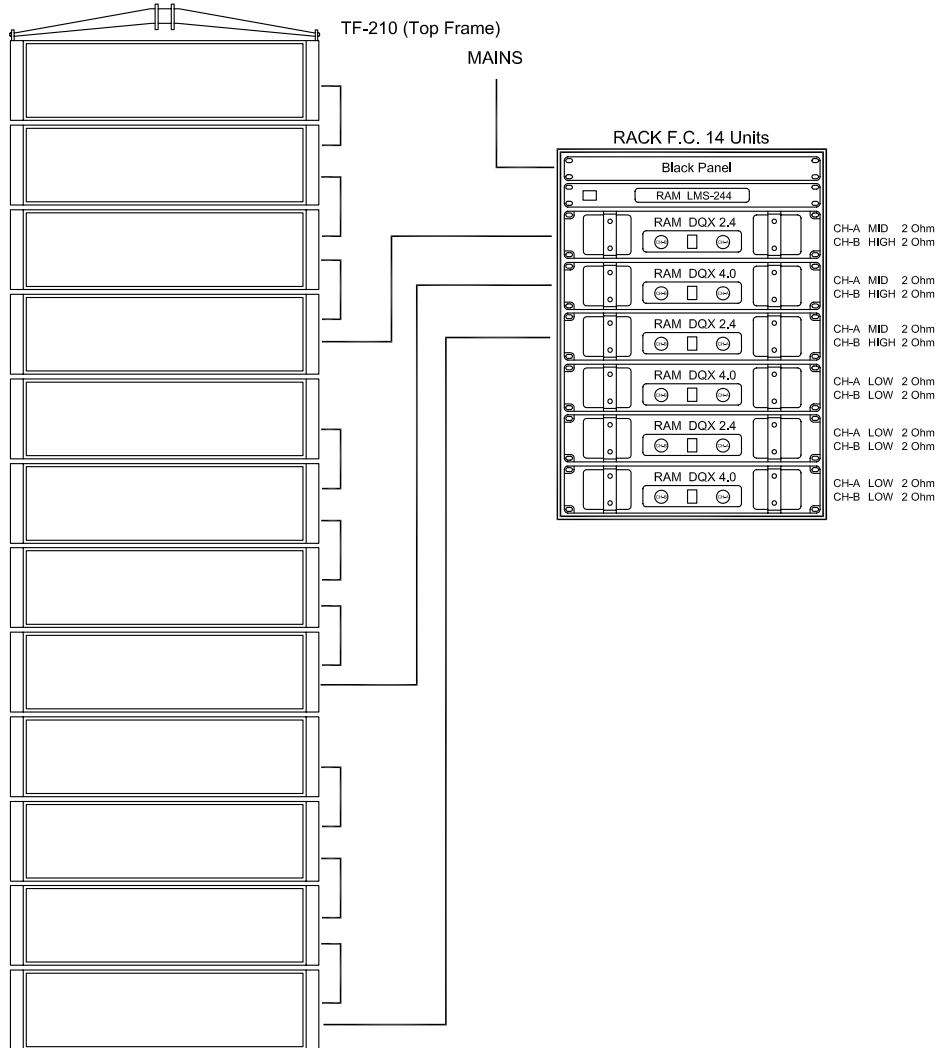 TF-210 (Top Frame)
MAINS
RACK F.C. 14 Units
Black Panel
RAM LMS-244
RAM DQX 2.4
CH-A MID 2 Ohm
CH-B HIGH 2 Ohm
RAM DQX 4.0
CH-A MID 2 Ohm
CH-B HIGH 2 Ohm
RAM DQX 2.4
CH-A MID 2 Ohm
CH-B HIGH 2 Ohm
RAM DQX 4.0
CH-A LOW 2 Ohm
CH-B LOW 2 Ohm
RAM DQX 2.4
CH-A LOW 2 Ohm
CH-B LOW 2 Ohm
RAM DQX 4.0
CH-A LOW 2 Ohm
CH-B LOW 2 Ohm